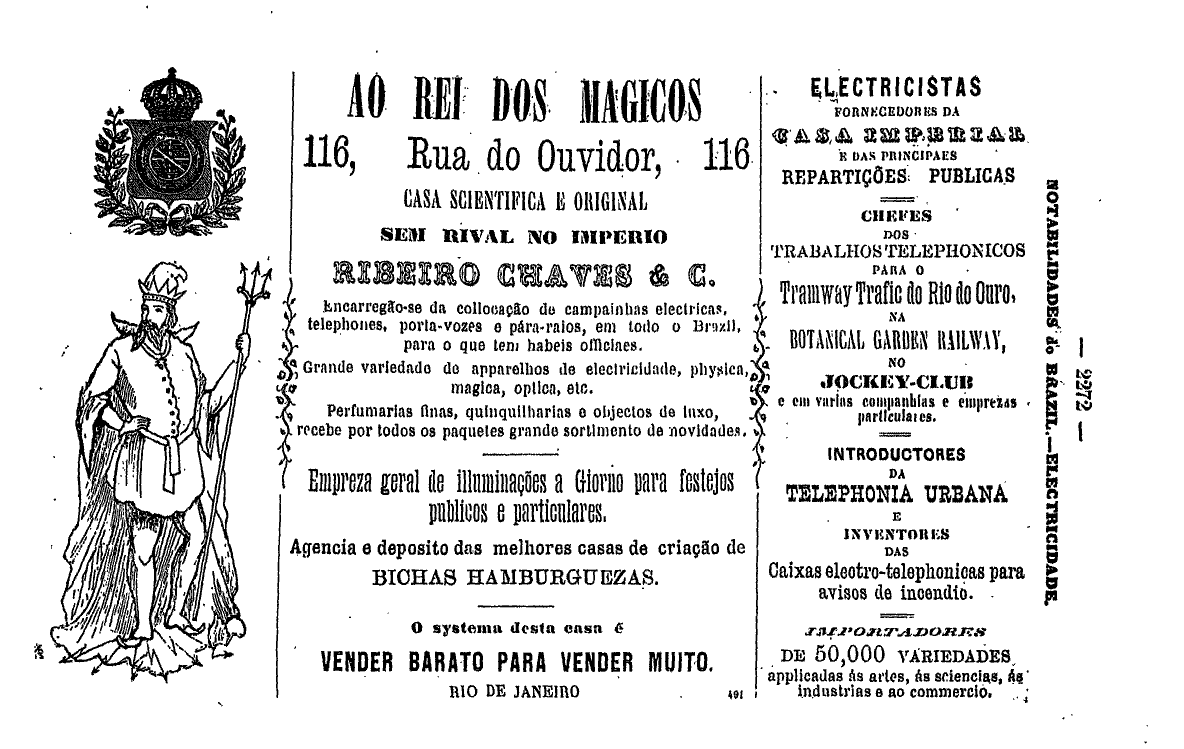 AO REI DOS MAGICOS
116, Rua do Ouvidor, 116
CASA SCIENTIFICA E ORIGINAL
SEM RIVAL NO IMPERIO
RIBEIRO CHAVES & C.
Encarregão-se da collocação de campainhas electricas,
telephones, porta-vozes e pára-raios, em todo o Brazil,
para o que tem habeis officiaes.
Grande variedade de apparelhos de electricidade, physica,
magica, optica, etc.
Perfumarias finas, quinquilharias e objectos de luxo,
recebe por todos os paquetes grande sortimento de novidades.
Empreza geral de illuminações a Giorno para festejos
publicos e particulares.
Agencia e deposito das melhores casas de criação de
BICHAS HAMBURGUEZAS.
O systema desta casa é
VENDER BARATO PARA VENDER MUITO.
RIO DE JANEIRO
491
ELECTRICISTAS
FORNECEDORES DA
CASA IMPERIAL
E DAS PRINCIPAES
REPARTIÇÕES PUBLICAS
CHEFES
DOS
TRABALHOS TELEPHONICOS
PARA O
Tramway Trafic do Rio do Ouro,
NA
BOTANICAL GARDEN RAILWAY,
NO
JOCKEY-CLUB
e em varias companhias e emprezas
particulares.
INTRODUCTORES
DA
TELEPHONIA URBANA
E
INVENTORES
DAS
Caixas electro-telephonicas para
avisos de incendio.
IMPORTADORES
DE 50,000 VARIEDADES
applicadas ás artes, ás sciencias, ás
industrias e ao commercio.
NOTABILIDADES do BRAZIL.—ELECTRICIDADE.
— 2272 —